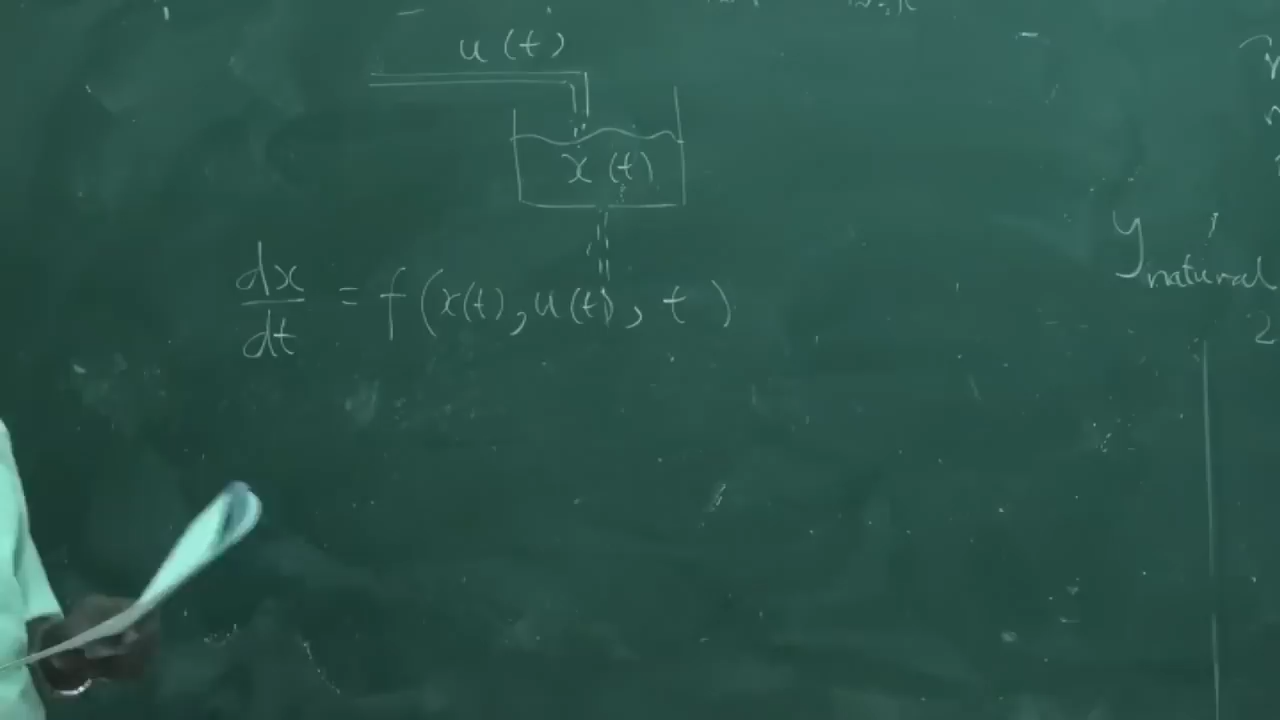 u(t)
x(t)
dx/dt = f(x(t), u(t), t)
y natural
2